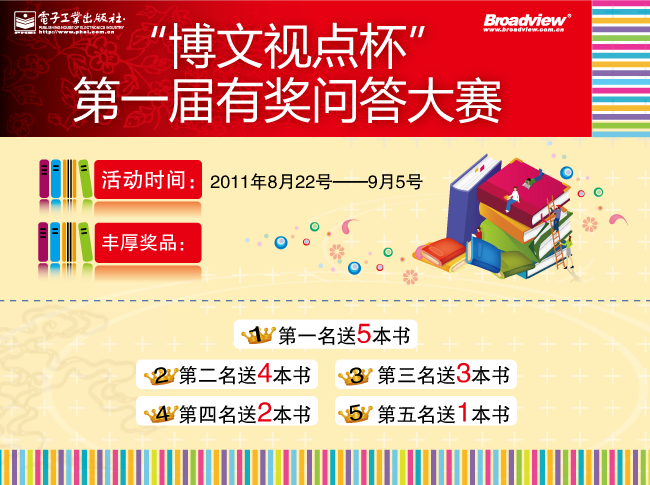 電子工業出版社·
PUBLISHING HOUSE OF ELECTRONICS INDUSTRY
http://www.phei.com.cn
Broadview®
www.broadview.com.cn
“博文视点杯”
第一届有奖问答大赛
活动时间： 2011年8月22号——9月5号
丰厚奖品：
1 第一名送5本书
2 第二名送4本书 3 第三名送3本书
4 第四名送2本书 5 第五名送1本书